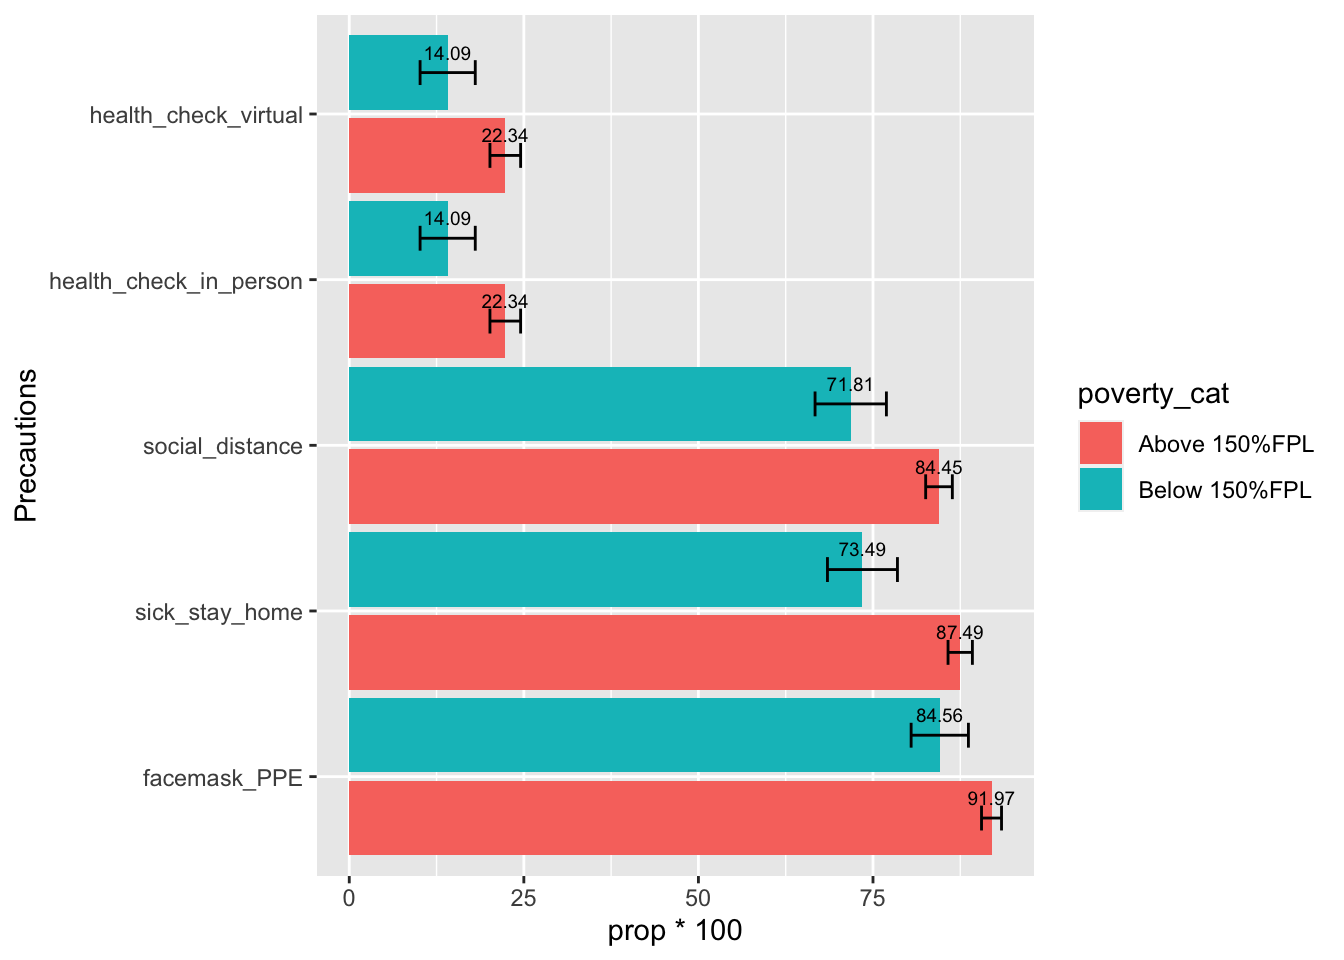 14.09
health_check_virtual
22.34
14.09
health_check_in_person
22.34
71.81
social_distance
84.45
73.49
sick_stay_home
87.49
84.56
facemask_PPE
91.97
Precautions
0 25 50 75
prop * 100
poverty_cat
Above 150%FPL
Below 150%FPL